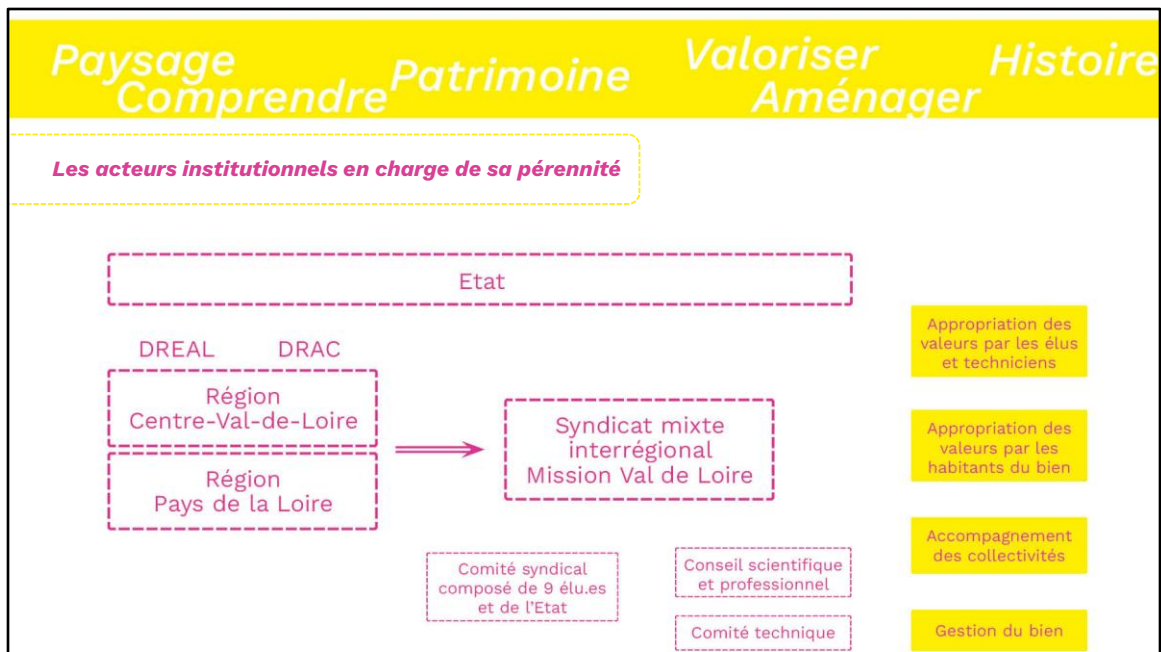 Paysage
Comprendre
Patrimoine
Valoriser
Aménager
Histoire
Les acteurs institutionnels en charge de sa pérennité
Etat
DREAL DRAC
Région
Centre-Val-de-Loire
Région
Pays de la Loire
Syndicat mixte
interrégional
Mission Val de Loire
Comité syndical
composé de 9 élu.es
et de l'Etat
Conseil scientifique
et professionnel
Comité technique
Appropriation des
valeurs par les élus
et techniciens
Appropriation des
valeurs par les
habitants du bien
Accompagnement
des collectivités
Gestion du bien